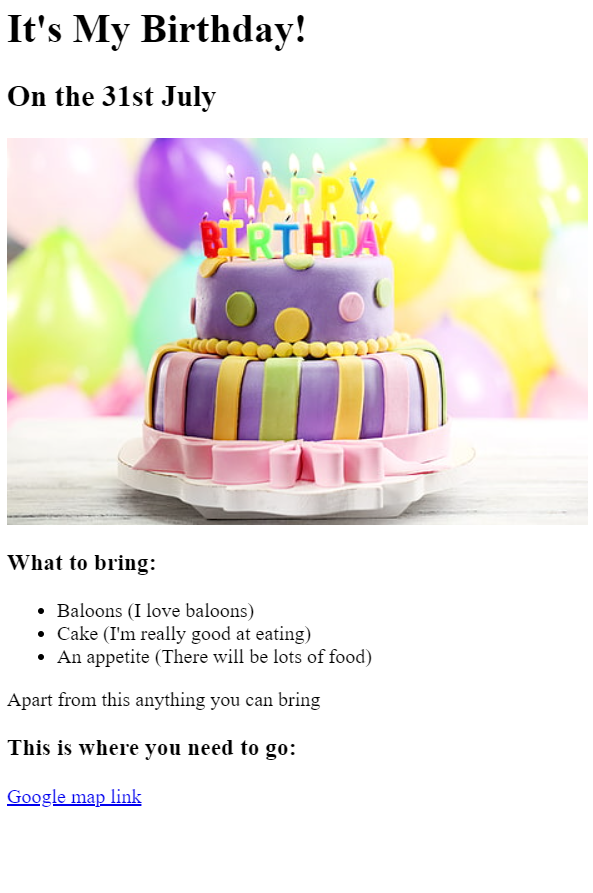 It's My Birthday!
On the 31st July
HAPPY
BIRTHDAY
What to bring:
Baloons (I love baloons)
Cake (I'm really good at eating)
An appetite (There will be lots of food)
Apart from this anything you can bring
This is where you need to go:
Google map link